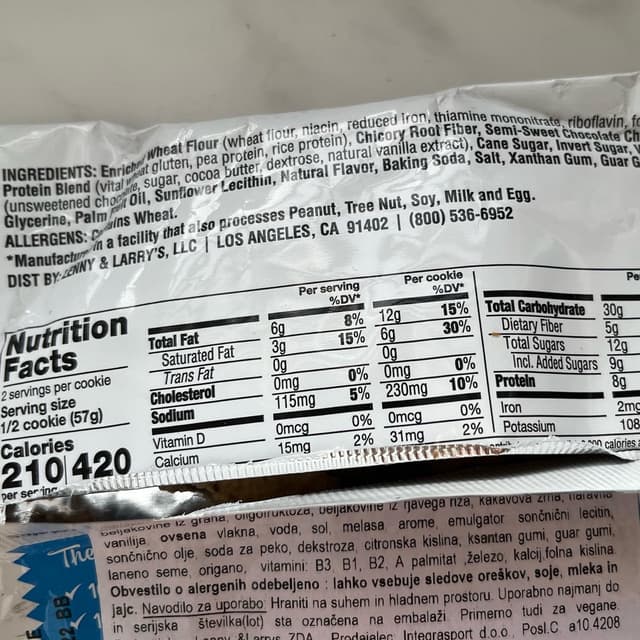 INGREDIENTS: Enriched Wheat Flour (wheat flour, niacin, reduced iron, thiamine mononitrate, riboflavin,
Protein Blend (vital wheat gluten, pea protein, rice protein), Chicory Root Fiber, Semi-Sweet Chocolate
(unsweetened sugar, cocoa butter, dextrose, natural vanilla extract), Cane Sugar, Invert Sugar,
Glycerine, Palm Oil, Sunflower Lecithin, Natural Flavor, Baking Soda, Salt, Xanthan Gum, Guar
ALLERGENS: Wheat.
*Manufactur in a facility that also processes Peanut, Tree Nut, Soy, Milk and Egg.
DIST BY: LENNY & LARRY'S, LLC | LOS ANGELES, CA 91402 | (800) 536-6952
Nutrition
Facts
2 servings per cookie
Serving size
1/2 cookie (57g)
Calories
210 420
per serving
Per serving Per cookie
%DV* %DV*
Total Fat 6g 8% 12g 15%
Saturated Fat 3g 15% 6g 30%
Trans Fat 0g 0g
Cholesterol 0mg 0% 0mg 0%
Sodium 115mg 5% 230mg 10%
Vitamin D 0mcg 0% 0mcg 0%
Calcium 15mg 2% 31mg 2%
Total Carbohydrate 30g
Dietary Fiber 5g
Total Sugars 12g
Incl. Added Sugars 9g
Protein 8g
Iron 2mg
Potassium 108
calories
The
beljakovine iz graha, oligofruktoza, beljakovine iz rjavega riža, kakavova zrna, naravna
vanilija, ovsena vlakna, voda, sol, melasa, arome, emulgator sončnični lecitin,
sončnično olje, soda za peko, dekstroza, citronska kislina, ksantan gumi, guar gumi,
laneno seme, origano, vitamini: B3, B1, B2, A palmitat ,železo, kalcij,folna kislina.
Obvestilo o alergenih odebeljeno : lahko vsebuje sledove oreškov, soje, mleka in
jajc. Navodilo za uporabo: Hraniti na suhem in hladnem prostoru. Uporabno najmanj do
in serijska številka(lot) sta označena na embalaži. Primerno tudi za vegane.
&Larrys, ZDA. Prodajalec: Integrasport d.o.o. Posl.C a10 4208